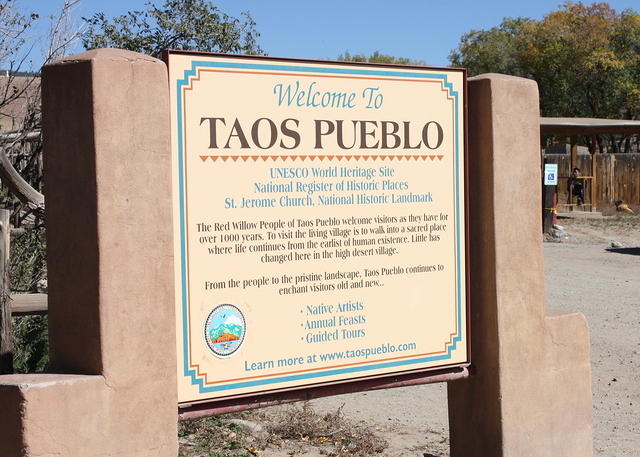 Welcome To
TAOS PUEBLO
UNESCO World Heritage Site
National Register of Historic Places
St. Jerome Church, National Historic Landmark
The Red Willow People of Taos Pueblo welcome visitors as they have for
over 1000 years. To visit the living village is to walk into a sacred place
where life continues from the earlist of human existence. Little has
changed here in the high desert village.
From the people to the pristine landscape, Taos Pueblo continues to
enchant visitors old and new...
· Native Artists
· Annual Feasts
· Guided Tours
Learn more at www.taospueblo.com